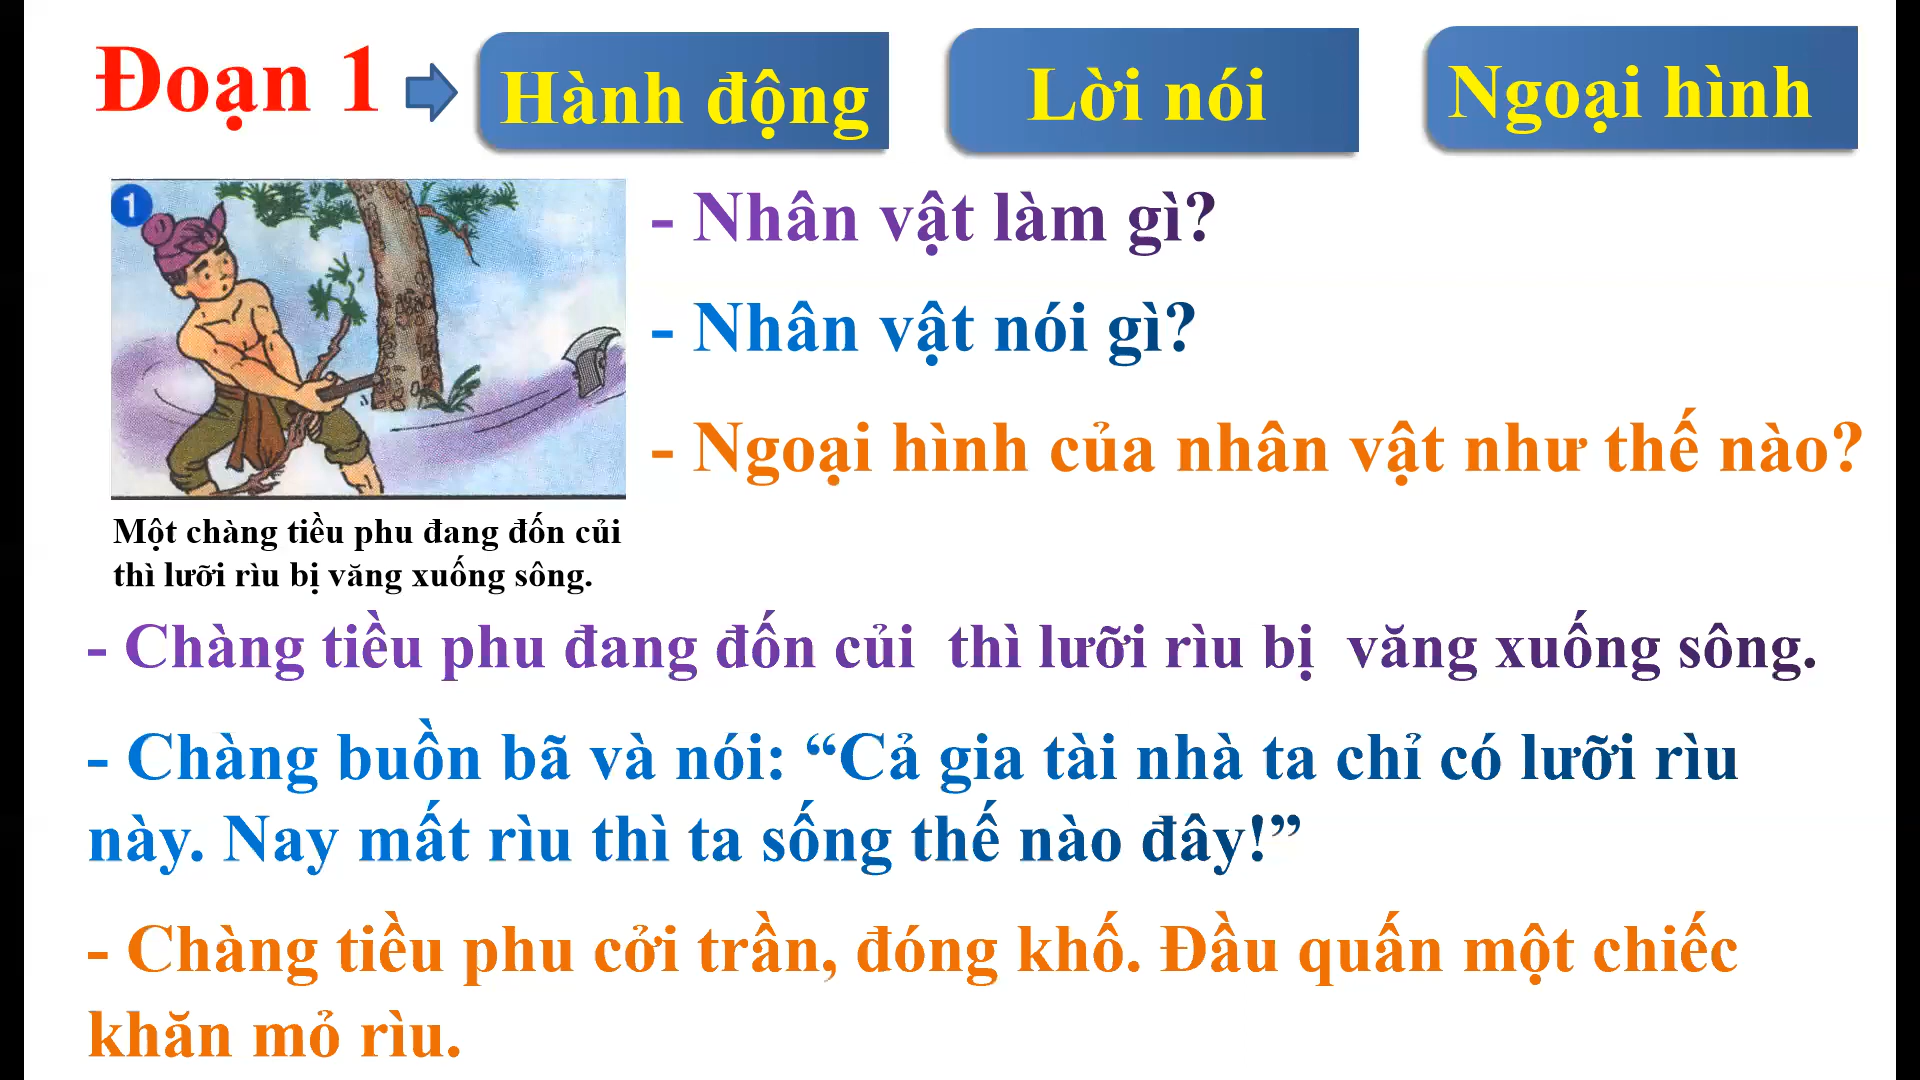 Đoạn 1 Hành động Lời nói Ngoại hình
1
- Nhân vật làm gì?
- Nhân vật nói gì?
- Ngoại hình của nhân vật như thế nào?
Một chàng tiều phu đang đốn củi
thì lưỡi rìu bị văng xuống sông.
- Chàng tiều phu đang đốn củi thì lưỡi rìu bị văng xuống sông.
- Chàng buồn bã và nói: “Cả gia tài nhà ta chỉ có lưỡi rìu
này. Nay mất rìu thì ta sống thế nào đây!”
- Chàng tiều phu cởi trần, đóng khố. Đầu quấn một chiếc
khăn mỏ rìu.